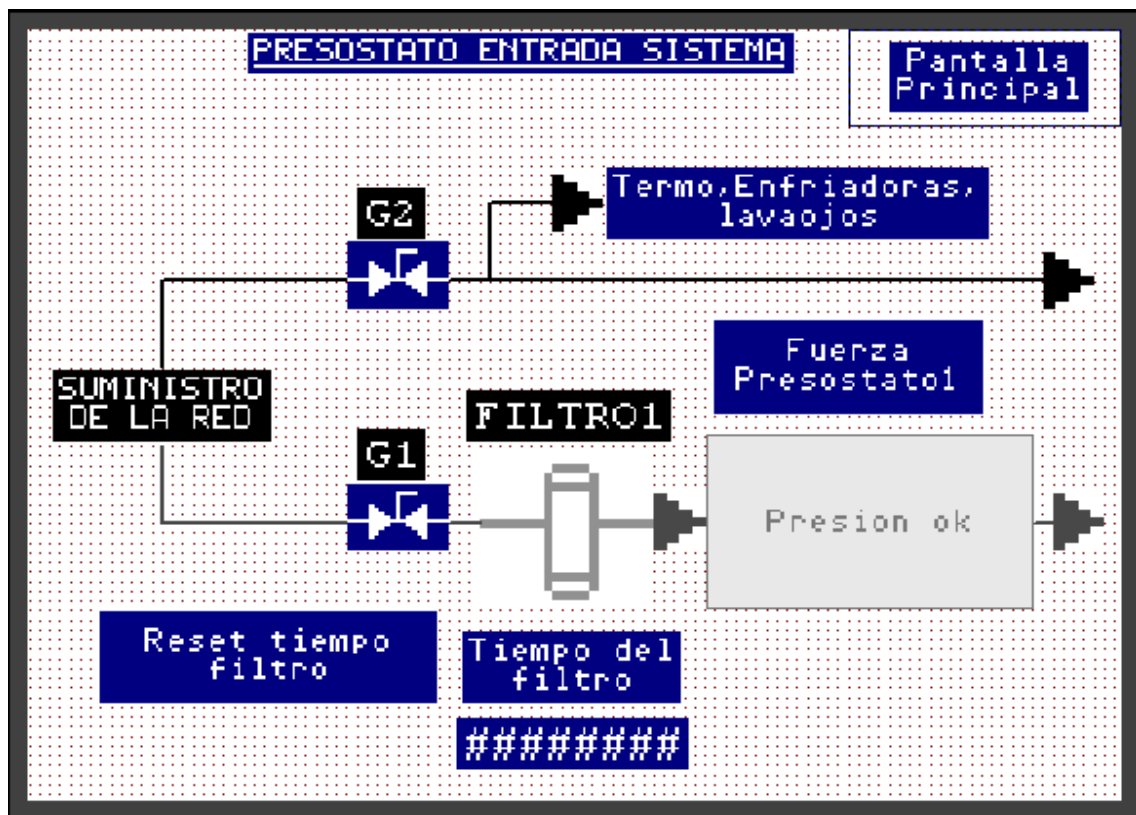 PRESOSTATO ENTRADA SISTEMA
Pantalla
Principal
Termo,Enfriadoras,
lavaojos
G2
Fuerza
Presostato1
SUMINISTRO
DE LA RED
FILTRO1
G1
Presion ok
Reset tiempo
filtro
Tiempo del
filtro
########